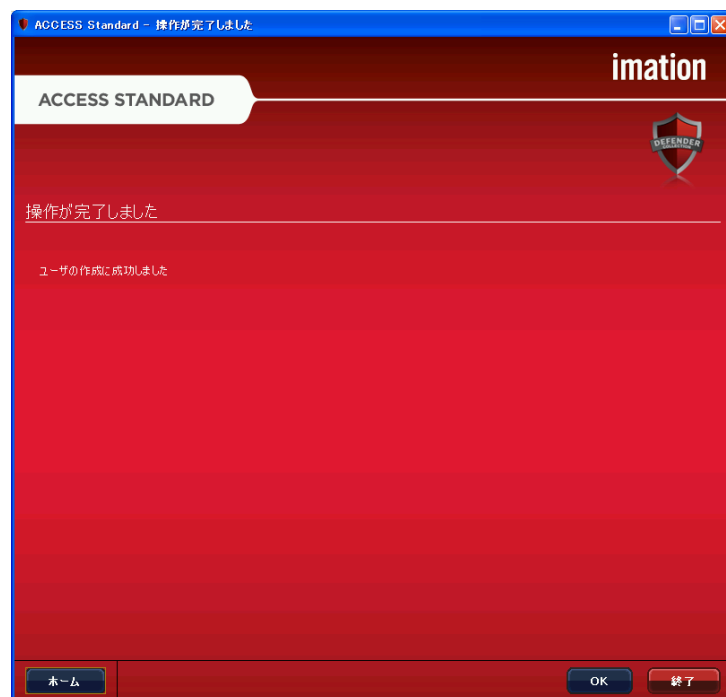 ACCESS Standard - 操作が完了しました
imation
ACCESS STANDARD
DEFENDER
COLLECTION
操作が完了しました
ユーザの作成に成功しました
ホーム
OK
終了